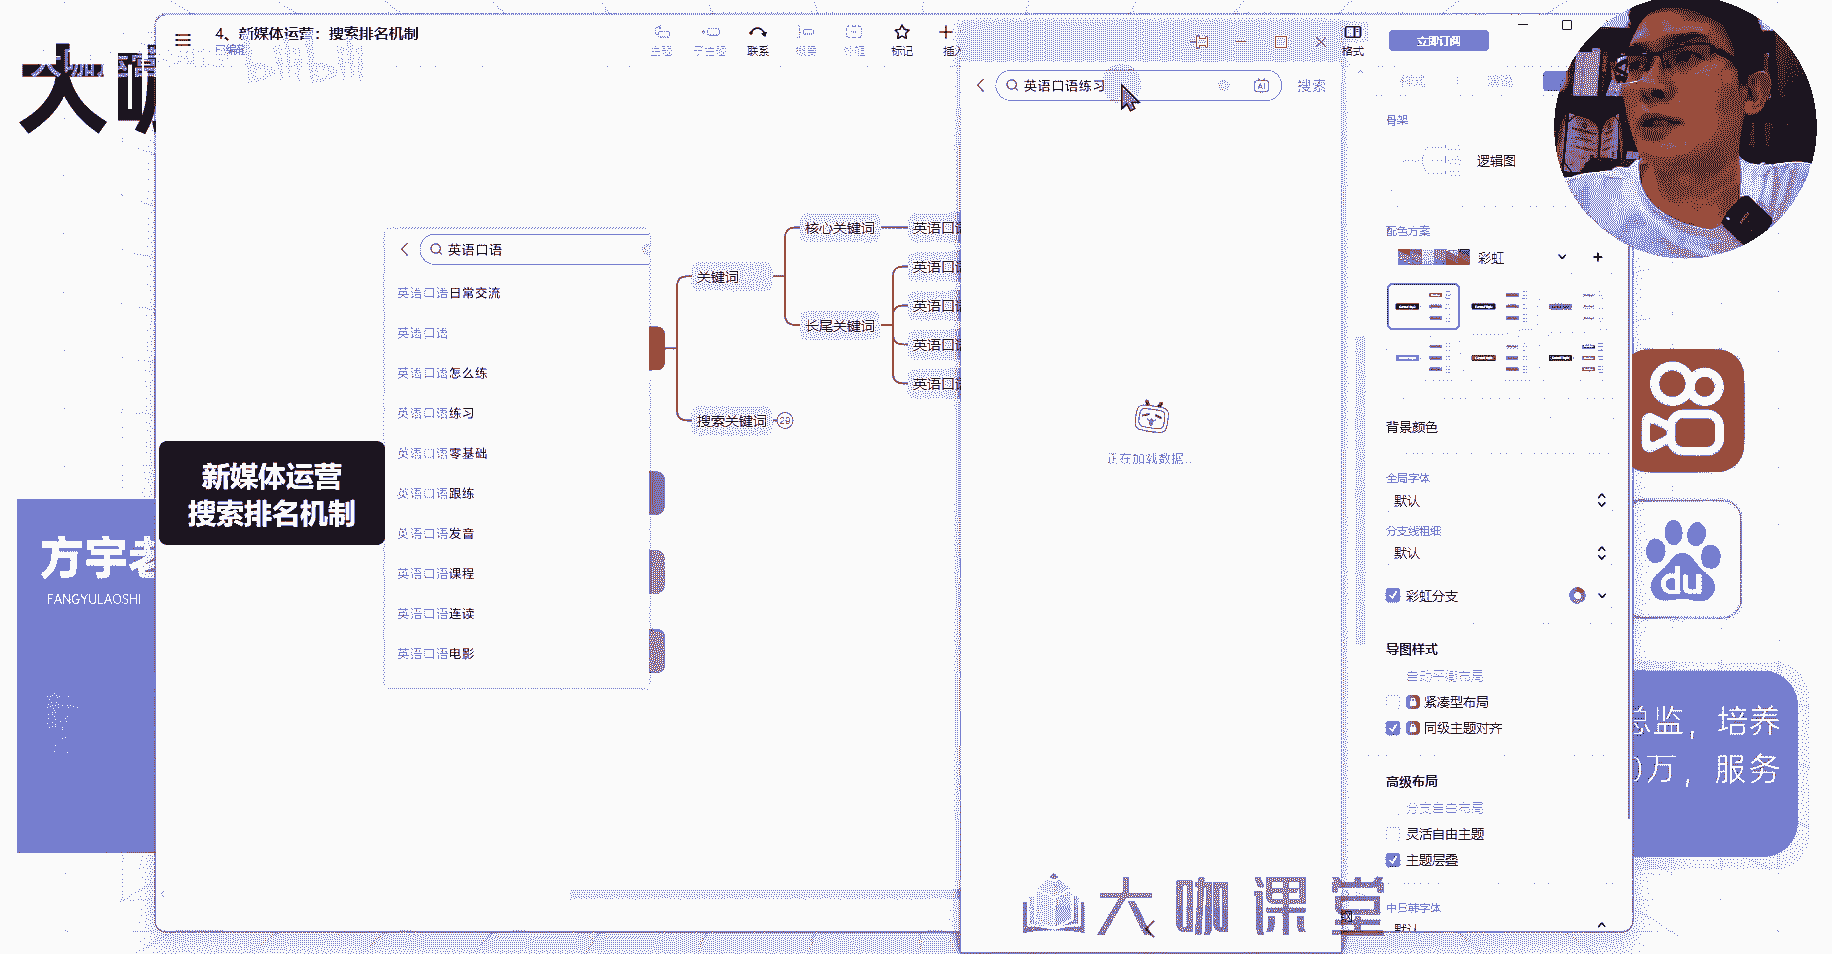 大咖
4、新媒体运营：搜索排名机制
已编辑
bilibili
主题
子主题
联系
概要
外框
标记
插入
格式
立即订阅
英语口语练习
搜索
正在加载数据...
英语口语
英语口语日常交流
英语口语
英语口语怎么练
英语口语练习
英语口语零基础
英语口语跟练
英语口语发音
英语口语课程
英语口语连读
英语口语电影
关键词
核心关键词
长尾关键词
搜索关键词
29
英语口语
英语口语
英语口语
英语口语
英语口语
新媒体运营
搜索排名机制
方宇老
FANGYULAOSHI
骨架
逻辑图
配色方案
彩虹
背景颜色
全局字体
默认
分支线粗细
默认
彩虹分支
导图样式
自动平衡布局
紧凑型布局
同级主题对齐
高级布局
分支自由布局
灵活自由主题
主题层叠
中日韩字体
默认
du
总监，培养
0万，服务
大咖课堂